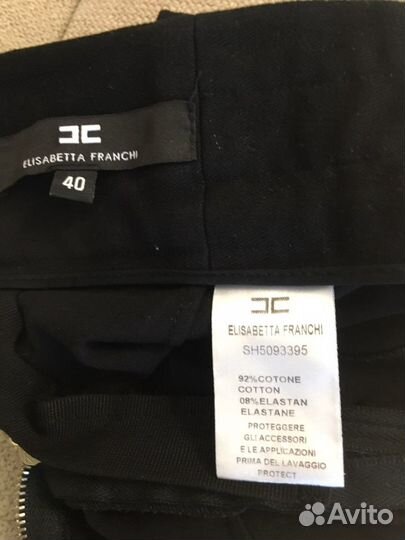 ELISABETTA FRANCHI
40
ELISABETTA FRANCHI
SH5093395
92%COTONE
COTTON
08%ELASTAN
ELASTANE
PROTEGGERE
GLI ACCESSORI
E LE APPLICAZIONI
PRIMA DEL LAVAGGIO
PROTECT
Avito